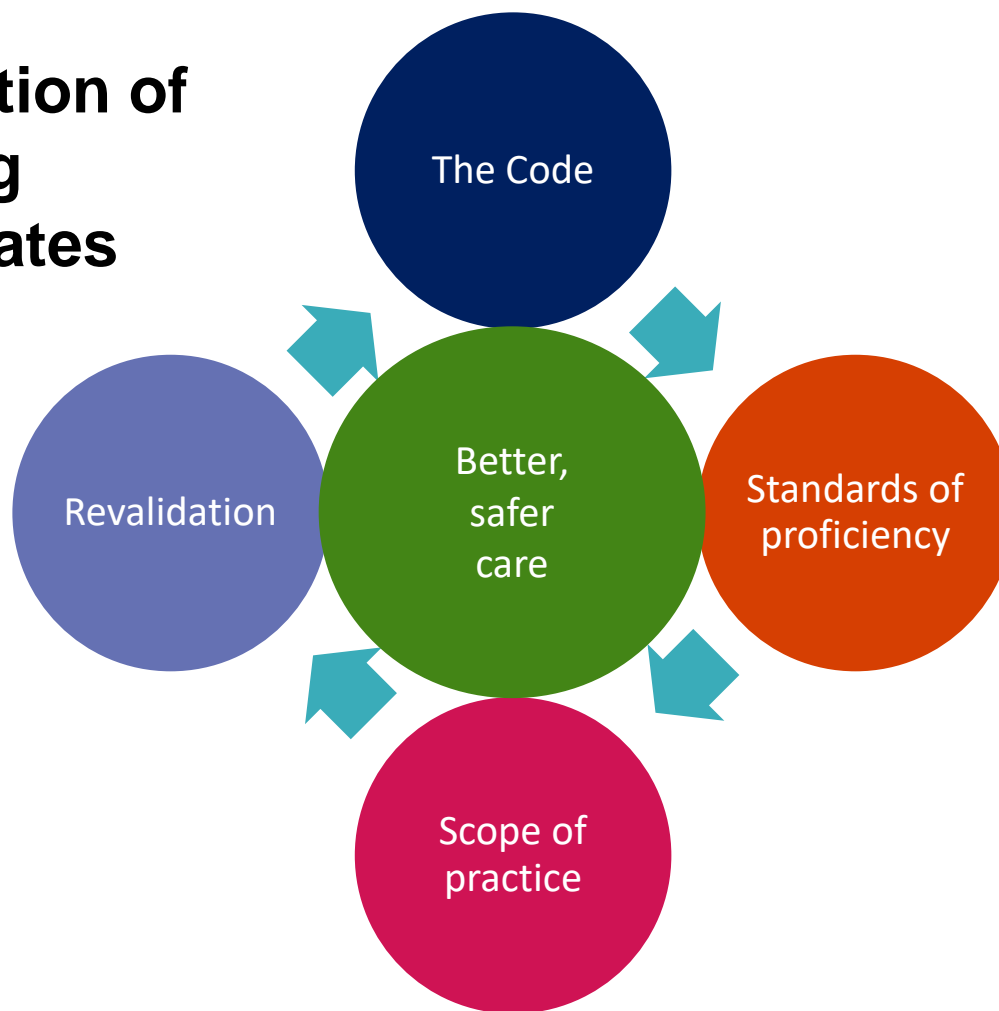 tion of
g
ates
The Code
Revalidation
Better,
safer
care
Standards of
proficiency
Scope of
practice